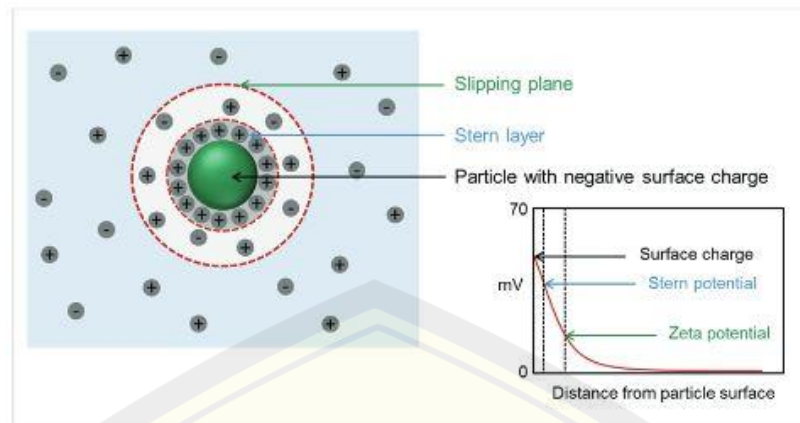 Slipping plane
Stern layer
Particle with negative surface charge
70
Surface charge
mV
Stern potential
Zeta potential
0
Distance from particle surface